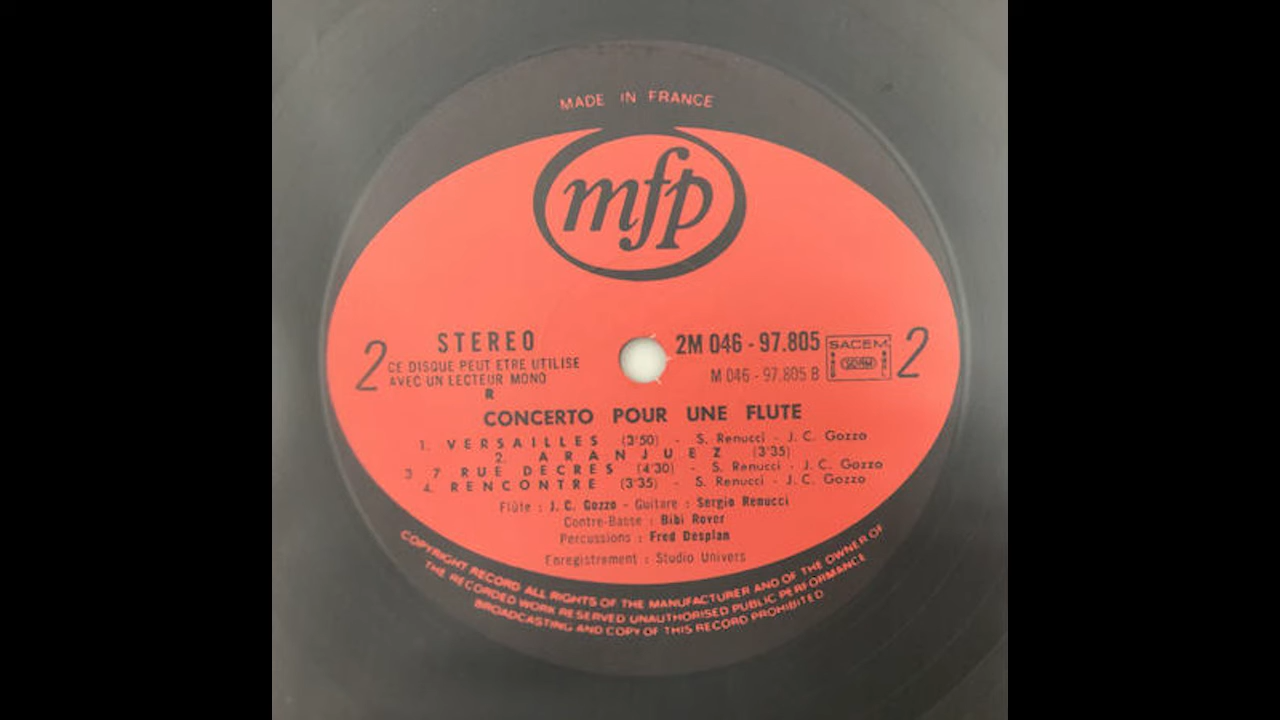 MADE IN FRANCE
mfp
2 STEREO 2M 046 - 97.805 SACEM 2
CE DISQUE PEUT ETRE UTILISE
AVEC UN LECTEUR MONO M 046 - 97.805 B
R
CONCERTO POUR UNE FLUTE
1. VERSAILLES (3'50) - S. Renucci - J. C. Gozzo
2. ARANJUEZ (3'35)
3. 7 RUE DECRES (4'30) - S. Renucci - J. C. Gozzo
4. RENCONTRE (3'35) - S. Renucci - J. C. Gozzo
Flûte : J. C. Gozzo - Guitare : Sergio Renucci
Contre-Basse : Bibi Rover
Percussions : Fred Desplan
Enregistrement : Studio Univers
COPYRIGHT RECORD ALL RIGHTS OF THE MANUFACTURER AND OF THE OWNER OF
THE RECORDED WORK RESERVED UNAUTHORISED PUBLIC PERFORMANCE
BROADCASTING AND COPY OF THIS RECORD PROHIBITED